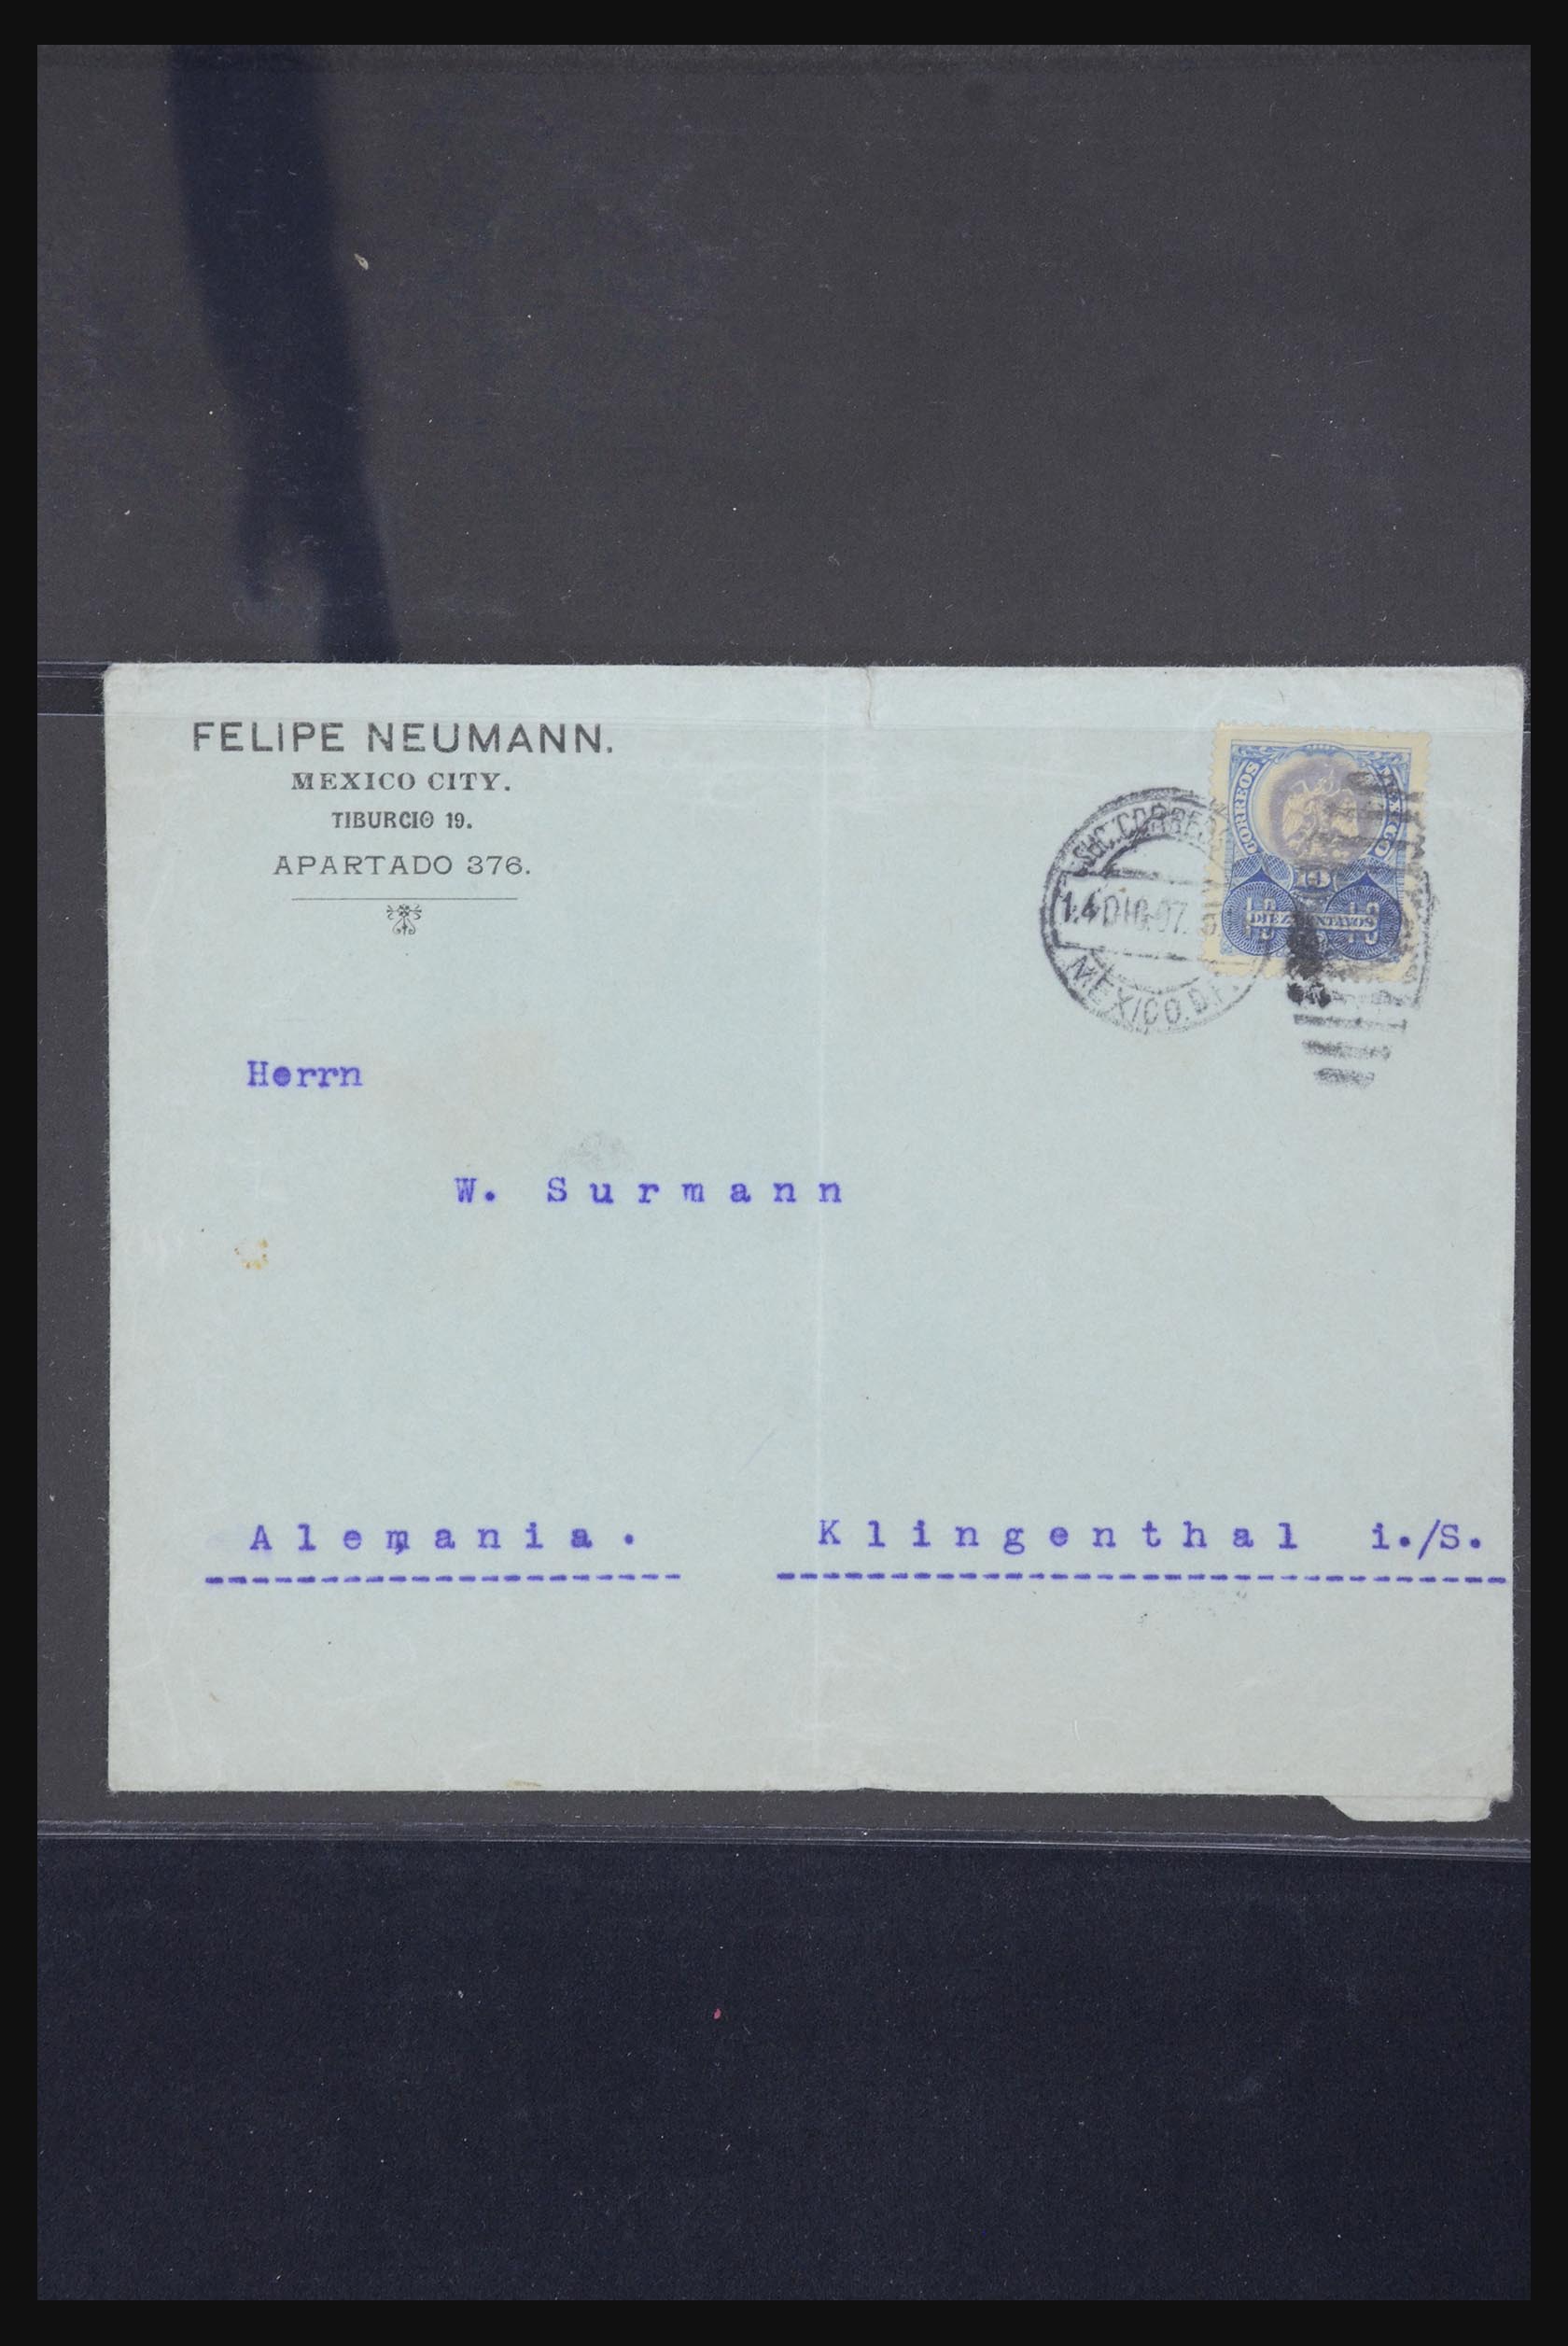 FELIPE NEUMANN.
MEXICO CITY.
TIBURCIO 19.
APARTADO 376.
CORREOS
MEXICO
10
DIEZ CENTAVOS
14 DIC. 07.
MEXICO. D.F.
Herrn
W. Surmann
Alemania. Klingenthal i./S.